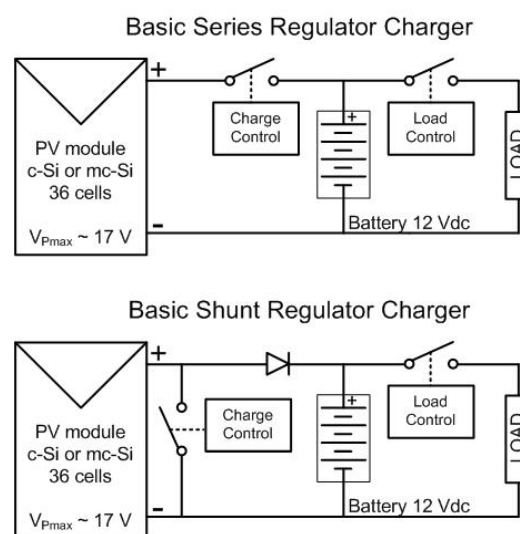 Basic Series Regulator Charger
+
PV module
c-Si or mc-Si
36 cells
VPmax ~ 17 V
-
Charge
Control
+
Battery 12 Vdc
Load
Control
LOAD
Basic Shunt Regulator Charger
+
PV module
c-Si or mc-Si
36 cells
VPmax ~ 17 V
-
Charge
Control
+
Battery 12 Vdc
Load
Control
LOAD